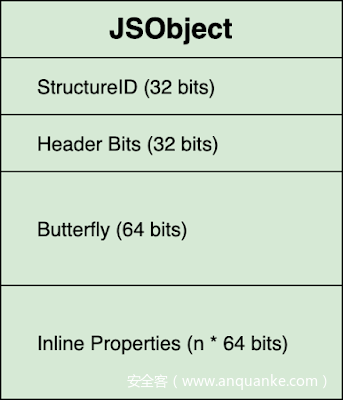 JSObject
StructureID (32 bits)
Header Bits (32 bits)
Butterfly (64 bits)
Inline Properties (n * 64 bits)
安全客（www.anquanke.com）